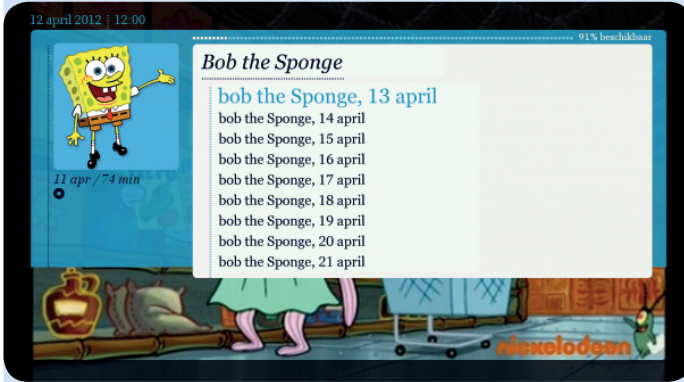 12 april 2012 | 12:00
91% beschikbaar
Bob the Sponge
bob the Sponge, 13 april
bob the Sponge, 14 april
bob the Sponge, 15 april
bob the Sponge, 16 april
bob the Sponge, 17 april
bob the Sponge, 18 april
bob the Sponge, 19 april
bob the Sponge, 20 april
bob the Sponge, 21 april
11 apr / 74 min
nickelodeon